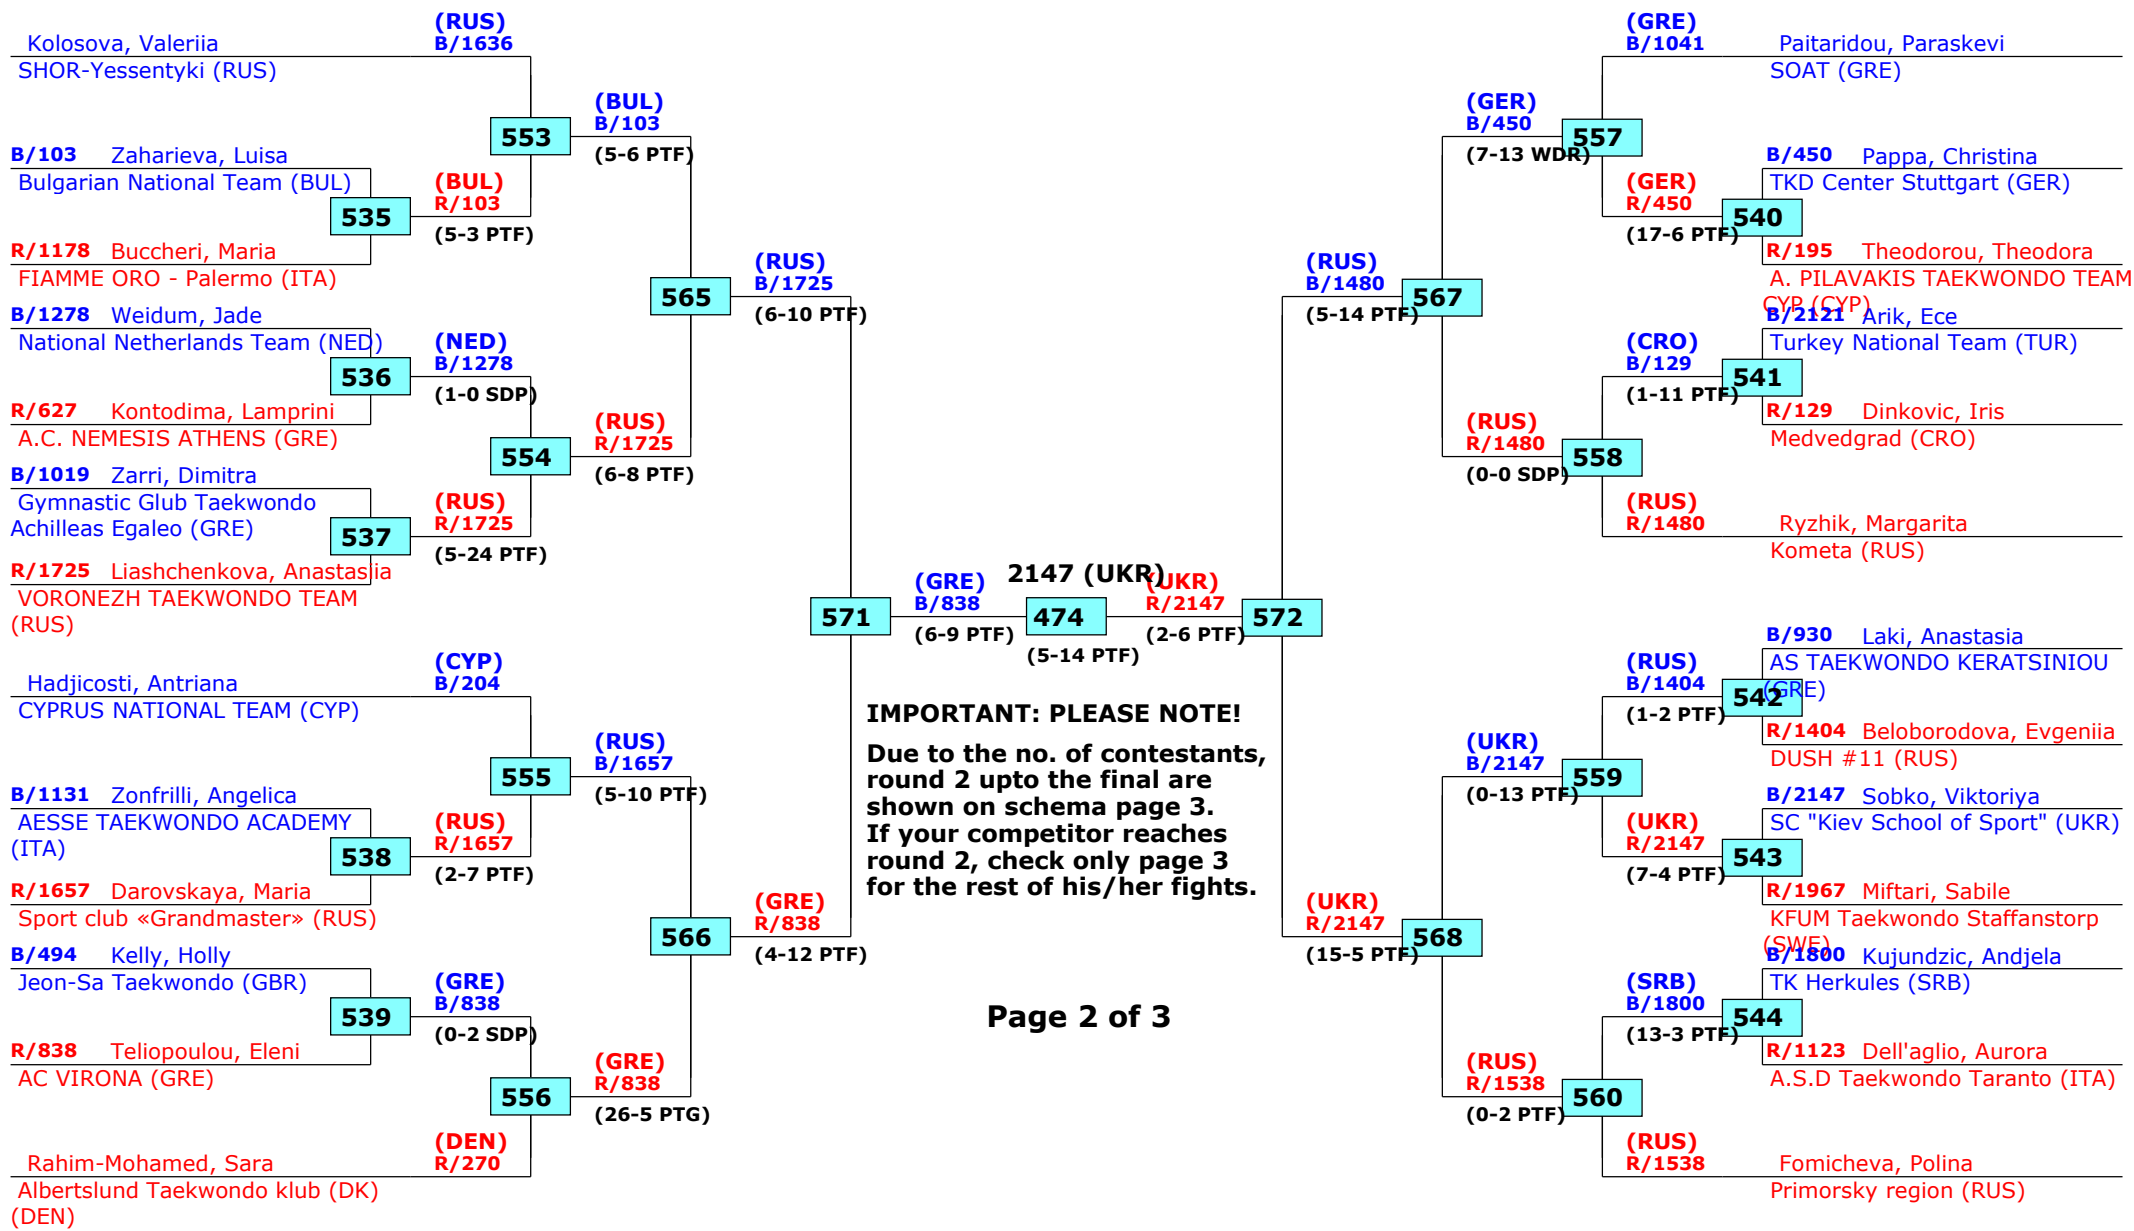 (RUS)
Kolosova, Valeriia B/1636
SHOR-Yessentyki (RUS)
553
(BUL)
B/103
(5-6 PTF)
B/103 Zaharieva, Luisa
Bulgarian National Team (BUL)
535
(BUL)
R/103
(5-3 PTF)
R/1178 Buccheri, Maria
FIAMME ORO - Palermo (ITA)
565
(RUS)
B/1725
(6-10 PTF)
B/1278 Weidum, Jade
National Netherlands Team (NED)
536
(NED)
B/1278
(1-0 SDP)
R/627 Kontodima, Lamprini
A.C. NEMESIS ATHENS (GRE)
554
(RUS)
R/1725
(6-8 PTF)
B/1019 Zarri, Dimitra
Gymnastic Glub Taekwondo
Achilleas Egaleo (GRE)
537
(RUS)
R/1725
(5-24 PTF)
R/1725 Liashchenkova, Anastasiia
VORONEZH TAEKWONDO TEAM
(RUS)
571
(GRE)
B/838
(6-9 PTF)
2147 (UKR)
474
(5-14 PTF)
(UKR)
R/2147
(2-6 PTF)
572
(CYP)
Hadjicosti, Antriana B/204
CYPRUS NATIONAL TEAM (CYP)
555
(RUS)
B/1657
(5-10 PTF)
B/1131 Zonfrilli, Angelica
AESSE TAEKWONDO ACADEMY
(ITA)
538
(RUS)
R/1657
(2-7 PTF)
R/1657 Darovskaya, Maria
Sport club «Grandmaster» (RUS)
566
(GRE)
R/838
(4-12 PTF)
B/494 Kelly, Holly
Jeon-Sa Taekwondo (GBR)
539
(GRE)
B/838
(0-2 SDP)
R/838 Teliopoulou, Eleni
AC VIRONA (GRE)
556
(GRE)
R/838
(26-5 PTG)
(DEN)
Rahim-Mohamed, Sara R/270
Albertslund Taekwondo klub (DK)
(DEN)
IMPORTANT: PLEASE NOTE!
Due to the no. of contestants,
round 2 upto the final are
shown on schema page 3.
If your competitor reaches
round 2, check only page 3
for the rest of his/her fights.
Page 2 of 3
(GRE)
B/1041 Paitaridou, Paraskevi
SOAT (GRE)
(GER)
B/450
(7-13 WDR)
557
B/450 Pappa, Christina
TKD Center Stuttgart (GER)
(GER)
R/450
(17-6 PTF)
540
R/195 Theodorou, Theodora
A. PILAVAKIS TAEKWONDO TEAM
CYP (CYP)
(RUS)
B/1480
(5-14 PTF)
567
B/2121 Arik, Ece
Turkey National Team (TUR)
(CRO)
B/129
(1-11 PTF)
541
R/129 Dinkovic, Iris
Medvedgrad (CRO)
(RUS)
R/1480
(0-0 SDP)
558
(RUS)
R/1480 Ryzhik, Margarita
Kometa (RUS)
B/930 Laki, Anastasia
AS TAEKWONDO KERATSINIOU
(GRE)
(RUS)
B/1404
(1-2 PTF)
542
R/1404 Beloborodova, Evgeniia
DUSH #11 (RUS)
(UKR)
B/2147
(0-13 PTF)
559
B/2147 Sobko, Viktoriya
SC "Kiev School of Sport" (UKR)
(UKR)
R/2147
(7-4 PTF)
543
R/1967 Miftari, Sabile
KFUM Taekwondo Staffanstorp
(SWE)
(UKR)
R/2147
(15-5 PTF)
568
B/1800 Kujundzic, Andjela
TK Herkules (SRB)
(SRB)
B/1800
(13-3 PTF)
544
R/1123 Dell'aglio, Aurora
A.S.D Taekwondo Taranto (ITA)
(RUS)
R/1538
(0-2 PTF)
560
(RUS)
R/1538 Fomicheva, Polina
Primorsky region (RUS)